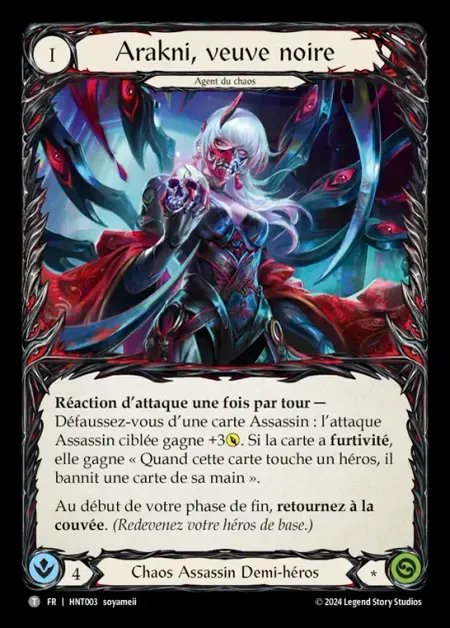 I
Arakni, veuve noire
Agent du chaos
Réaction d'attaque une fois par tour —
Défaussez-vous d'une carte Assassin : l'attaque
Assassin ciblée gagne +3. Si la carte a furtivité,
elle gagne « Quand cette carte touche un héros, il
bannit une carte de sa main ».
Au début de votre phase de fin, retournez à la
couvée. (Redevenez votre héros de base.)
4
Chaos Assassin Demi-héros
*
T FR | HNT003 soyameii
© 2024 Legend Story Studios